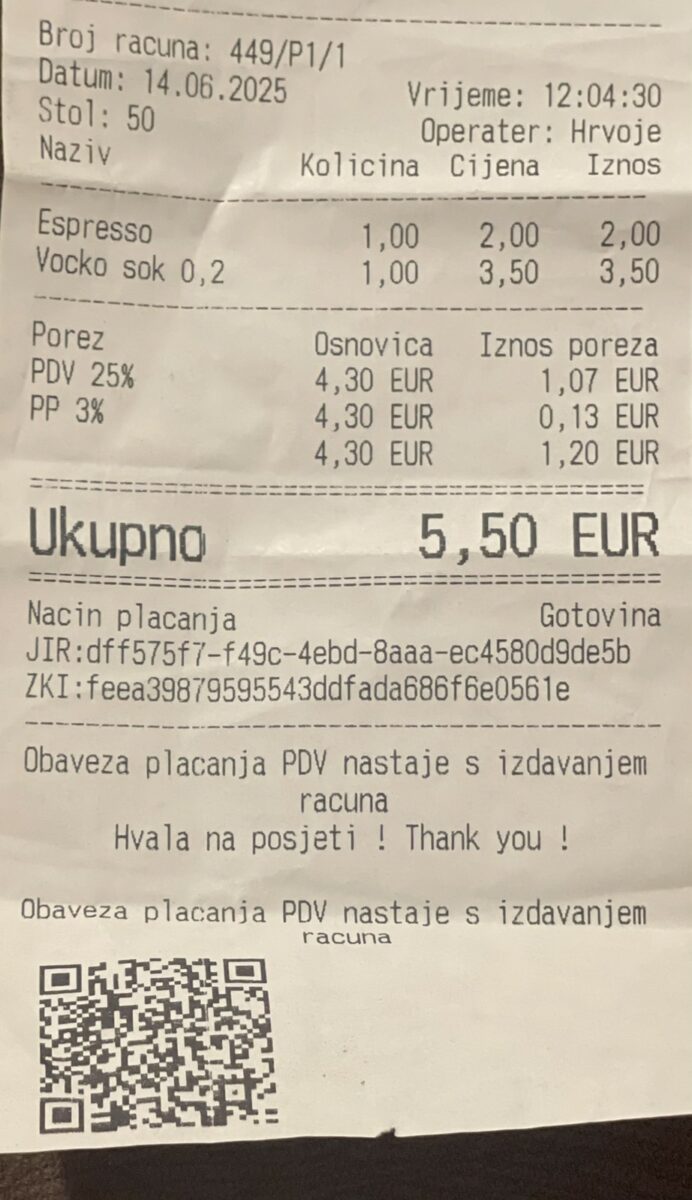 Broj racuna: 449/P1/1
Datum: 14.06.2025 Vrijeme: 12:04:30
Stol: 50 Operater: Hrvoje
Naziv Kolicina Cijena Iznos
Espresso 1,00 2,00 2,00
Vocko sok 0,2 1,00 3,50 3,50
Porez Osnovica Iznos poreza
PDV 25% 4,30 EUR 1,07 EUR
PP 3% 4,30 EUR 0,13 EUR
4,30 EUR 1,20 EUR
Ukupno 5,50 EUR
Nacin placanja Gotovina
JIR:dff575f7-f49c-4ebd-8aaa-ec4580d9de5b
ZKI:feea39879595543ddfada686f6e0561e
Obaveza placanja PDV nastaje s izdavanjem
racuna
Hvala na posjeti ! Thank you !
Obaveza placanja PDV nastaje s izdavanjem
racuna